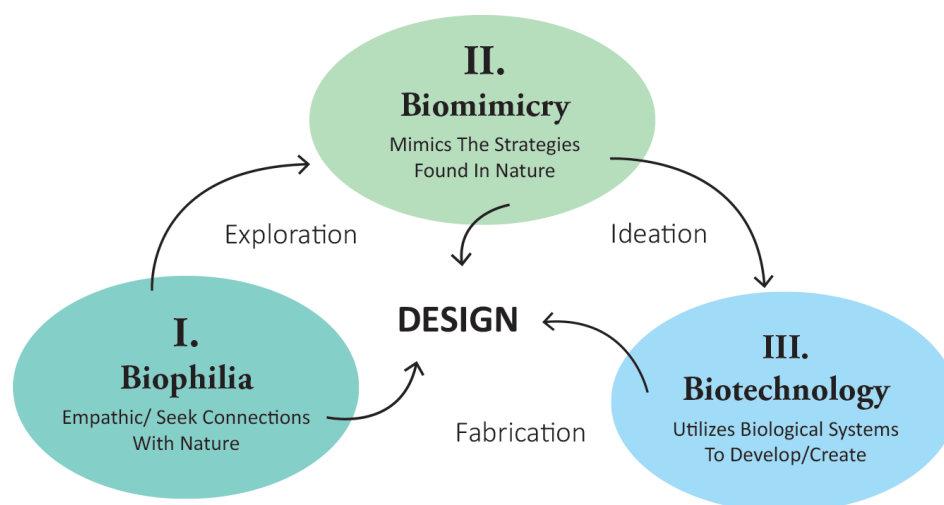 II.
Biomimicry
Mimics The Strategies
Found In Nature
Exploration
Ideation
DESIGN
I.
Biophilia
Empathic/ Seek Connections
With Nature
III.
Biotechnology
Utilizes Biological Systems
To Develop/Create
Fabrication